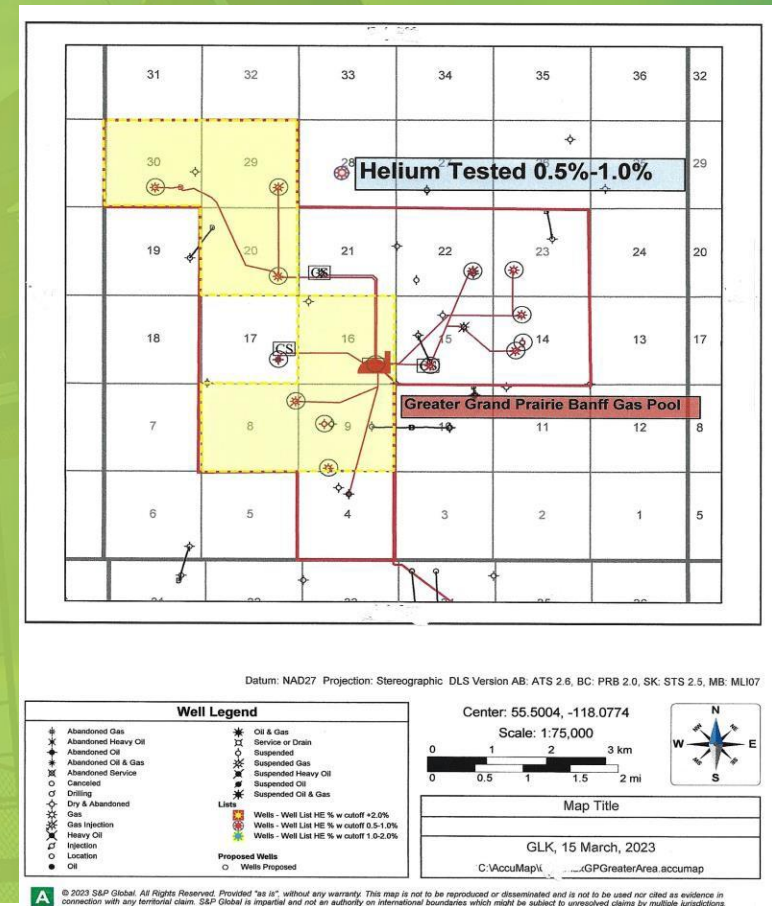 31 32 33 34 35 36 32
30 29 28 27 29
Helium Tested 0.5%-1.0%
19 20 21 22 23 24 20
GS
18 17 16 15 14 13 17
GS
GS
Greater Grand Prairie Banff Gas Pool
7 8 9 10 11 12 8
6 5 4 3 2 1 5
Datum: NAD27 Projection: Stereographic DLS Version AB: ATS 2.6, BC: PRB 2.0, SK: STS 2.5, MB: MLI07
Well Legend
Abandoned Gas
Abandoned Heavy Oil
Abandoned Oil
Abandoned Oil & Gas
Abandoned Service
Canceled
Drilling
Dry & Abandoned
Gas
Gas Injection
Heavy Oil
Injection
Location
Oil
Oil & Gas
Service or Drain
Suspended
Suspended Gas
Suspended Heavy Oil
Suspended Oil
Suspended Oil & Gas
Lists
Wells - Well List HE % w cutoff +2.0%
Wells - Well List HE % w cutoff 0.5-1.0%
Wells - Well List HE % w cutoff 1.0-2.0%
Proposed Wells
Wells Proposed
Center: 55.5004, -118.0774
Scale: 1:75,000
0 1 2 3 km
0 0.5 1 1.5 2 mi
N
NW NE
W E
SW SE
S
Map Title
GLK, 15 March, 2023
C:\AccuMap\ GPGreaterArea.accumap
A
© 2023 S&P Global. All Rights Reserved. Provided "as is", without any warranty. This map is not to be reproduced or disseminated and is not to be used nor cited as evidence in
connection with any territorial claim. S&P Global is impartial and not an authority on international boundaries which might be subject to unresolved claims by multiple jurisdictions.